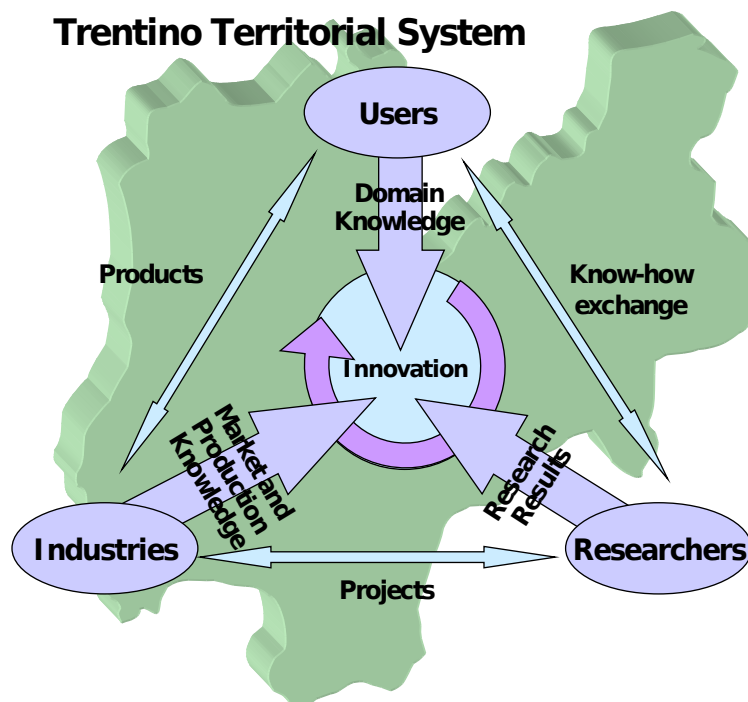 Trentino Territorial System
Users
Domain
Knowledge
Products
Know-how
exchange
Innovation
Market and
Production
Knowledge
Research
Results
Industries
Researchers
Projects